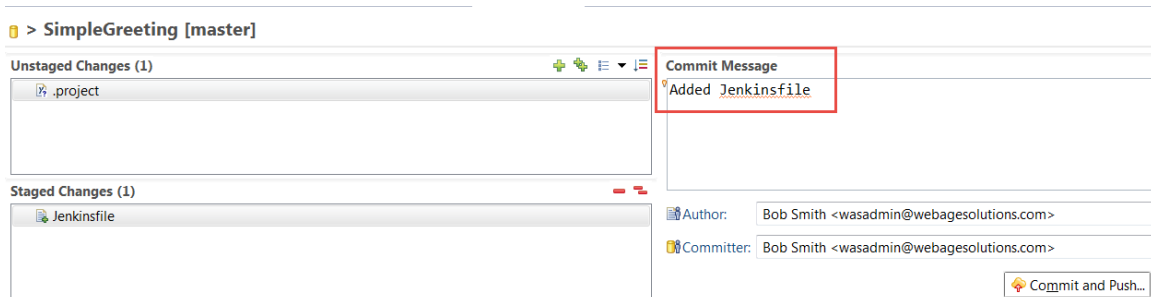 > SimpleGreeting [master]
Unstaged Changes (1)
.project
Staged Changes (1)
Jenkinsfile
Commit Message
Added Jenkinsfile
Author: Bob Smith <wasadmin@webagesolutions.com>
Committer: Bob Smith <wasadmin@webagesolutions.com>
Commit and Push...